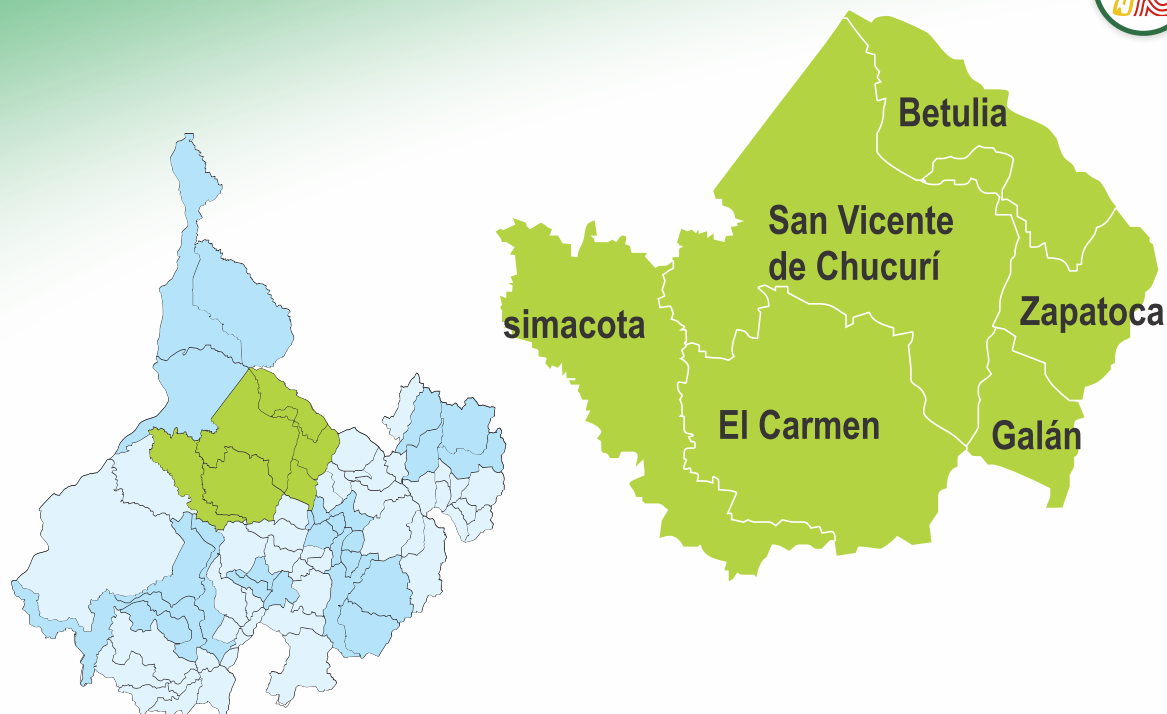 Betulia
San Vicente
de Chucurí
simacota
Zapatoca
El Carmen
Galán